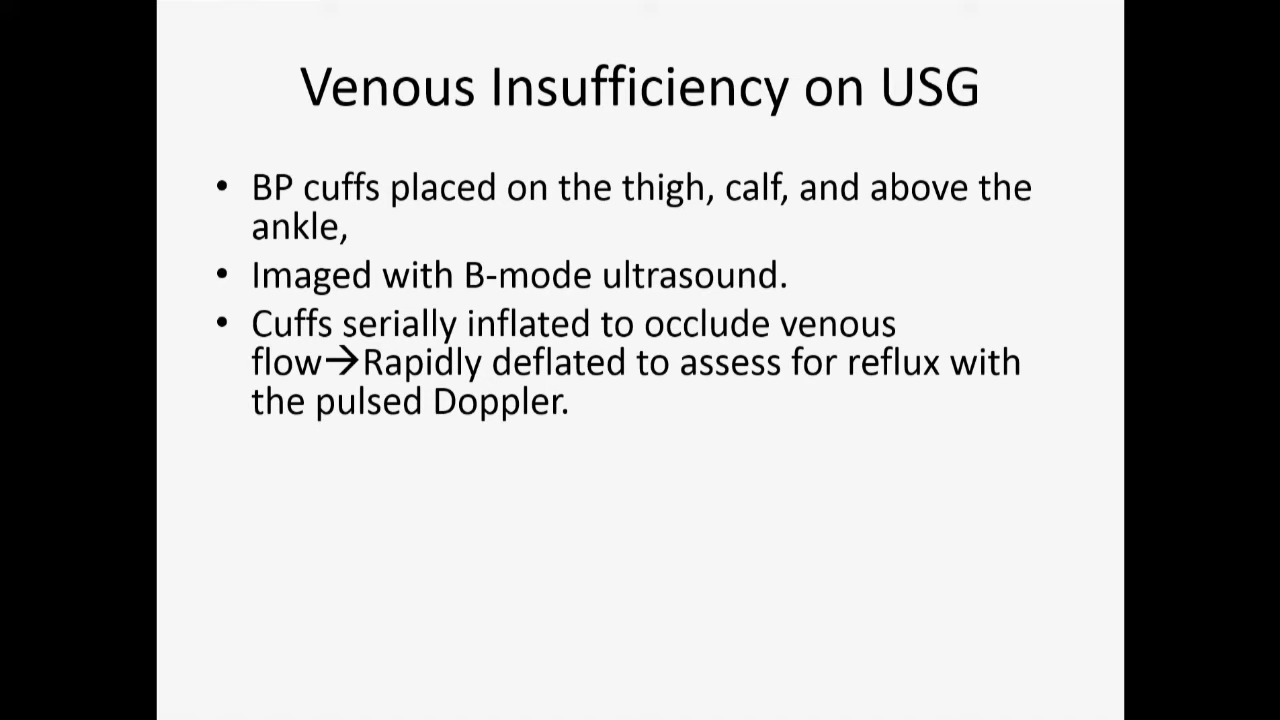 Venous Insufficiency on USG
• BP cuffs placed on the thigh, calf, and above the
ankle,
• Imaged with B-mode ultrasound.
• Cuffs serially inflated to occlude venous
flow→Rapidly deflated to assess for reflux with
the pulsed Doppler.